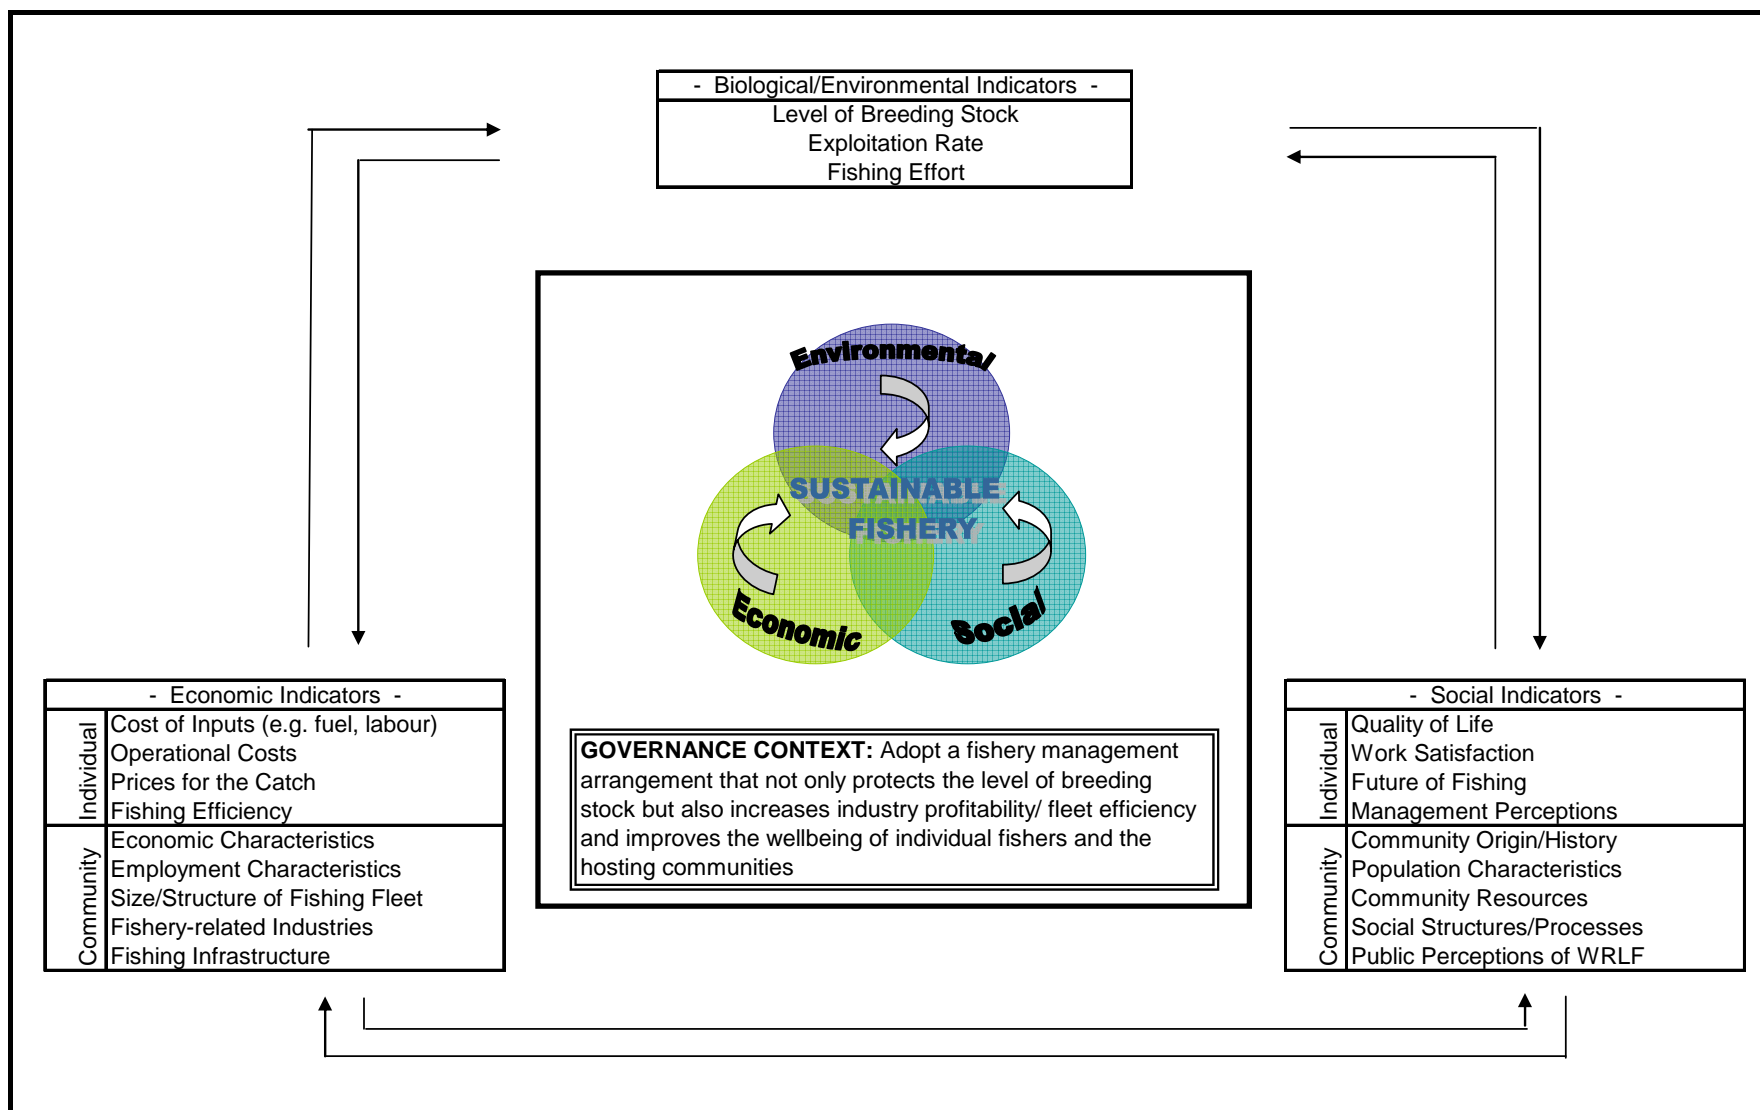 - Biological/Environmental Indicators -
Level of Breeding Stock
Exploitation Rate
Fishing Effort
Environmental
SUSTAINABLE
FISHERY
Economic
Social
GOVERNANCE CONTEXT: Adopt a fishery management
arrangement that not only protects the level of breeding
stock but also increases industry profitability/ fleet efficiency
and improves the wellbeing of individual fishers and the
hosting communities
- Economic Indicators -
Individual
Cost of Inputs (e.g. fuel, labour)
Operational Costs
Prices for the Catch
Fishing Efficiency
Community
Economic Characteristics
Employment Characteristics
Size/Structure of Fishing Fleet
Fishery-related Industries
Fishing Infrastructure
- Social Indicators -
Individual
Quality of Life
Work Satisfaction
Future of Fishing
Management Perceptions
Community
Community Origin/History
Population Characteristics
Community Resources
Social Structures/Processes
Public Perceptions of WRLF